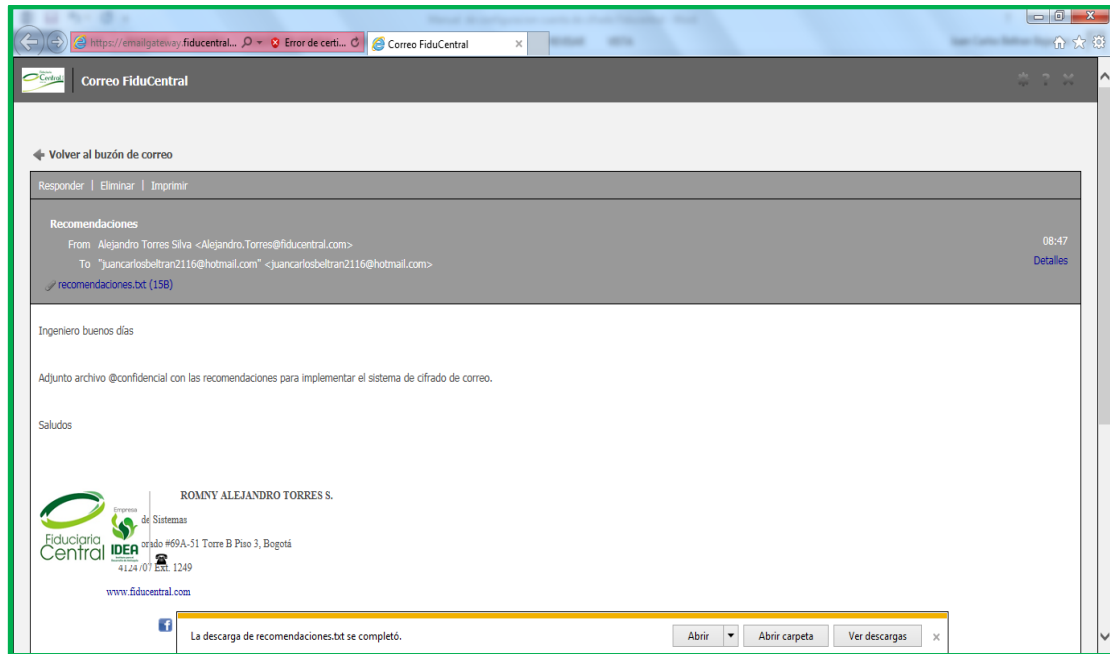 https://emailgateway.fiducentral... Error de certi... Correo FiduCentral
Central Correo FiduCentral
Volver al buzón de correo
Responder | Eliminar | Imprimir
Recomendaciones
From Alejandro Torres Silva <Alejandro.Torres@fiducentral.com>
08:47
To "juancarlosbeltran2116@hotmail.com" <juancarlosbeltran2116@hotmail.com>
Detalles
recomendaciones.txt (15B)
Ingeniero buenos días
Adjunto archivo @confidencial con las recomendaciones para implementar el sistema de cifrado de correo.
Saludos
ROMNY ALEJANDRO TORRES S.
Empresa
de Sistemas
Fiduciaria
Central
IDEA
orado #69A-51 Torre B Piso 3, Bogotá
4124707 Ext. 1249
www.fiducentral.com
La descarga de recomendaciones.txt se completó. Abrir Abrir carpeta Ver descargas